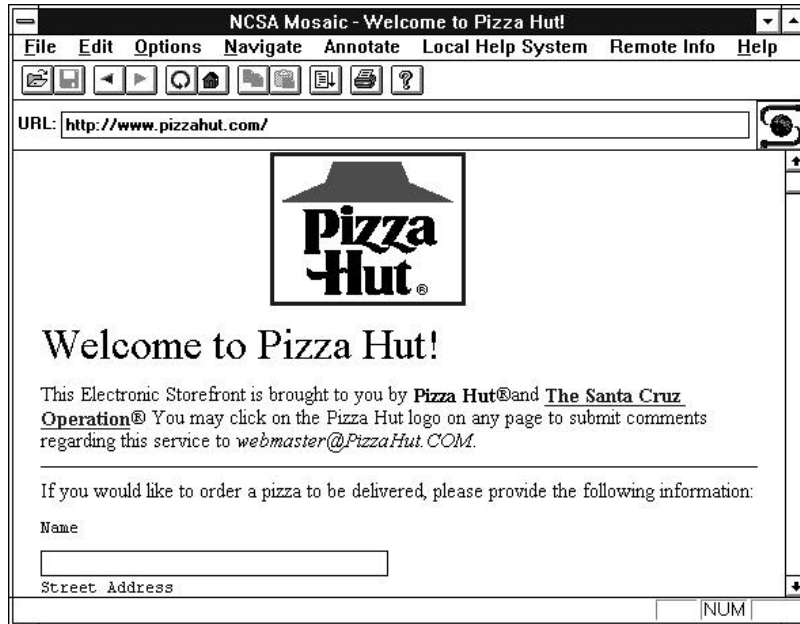 NCSA Mosaic - Welcome to Pizza Hut!
File Edit Options Navigate Annotate Local Help System Remote Info Help
URL: http://www.pizzahut.com/
Pizza
Hut®
Welcome to Pizza Hut!
This Electronic Storefront is brought to you by Pizza Hut®and The Santa Cruz
Operation® You may click on the Pizza Hut logo on any page to submit comments
regarding this service to webmaster@PizzaHut.COM.
If you would like to order a pizza to be delivered, please provide the following information:
Name
Street Address
NUM